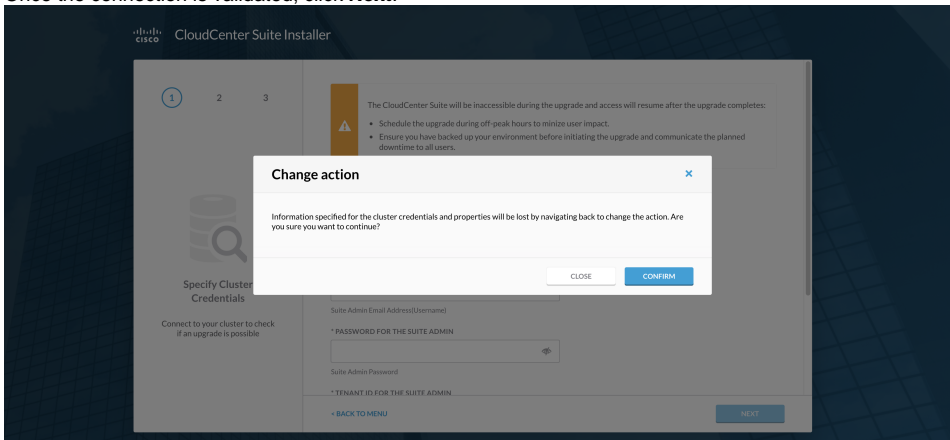 Once the connection is validated, click Next.
CISCO CloudCenter Suite Installer
1 2 3
The CloudCenter Suite will be inaccessible during the upgrade and access will resume after the upgrade completes:
• Schedule the upgrade during off-peak hours to minize user impact.
• Ensure you have backed up your environment before initiating the upgrade and communicate the planned
downtime to all users.
Change action
Information specified for the cluster credentials and properties will be lost by navigating back to change the action. Are
you sure you want to continue?
CLOSE CONFIRM
Specify Cluster
Credentials
Connect to your cluster to check
if an upgrade is possible
Suite Admin Email Address(Username)
* PASSWORD FOR THE SUITE ADMIN
Suite Admin Password
* TENANT ID FOR THE SUITE ADMIN
< BACK TO MENU NEXT